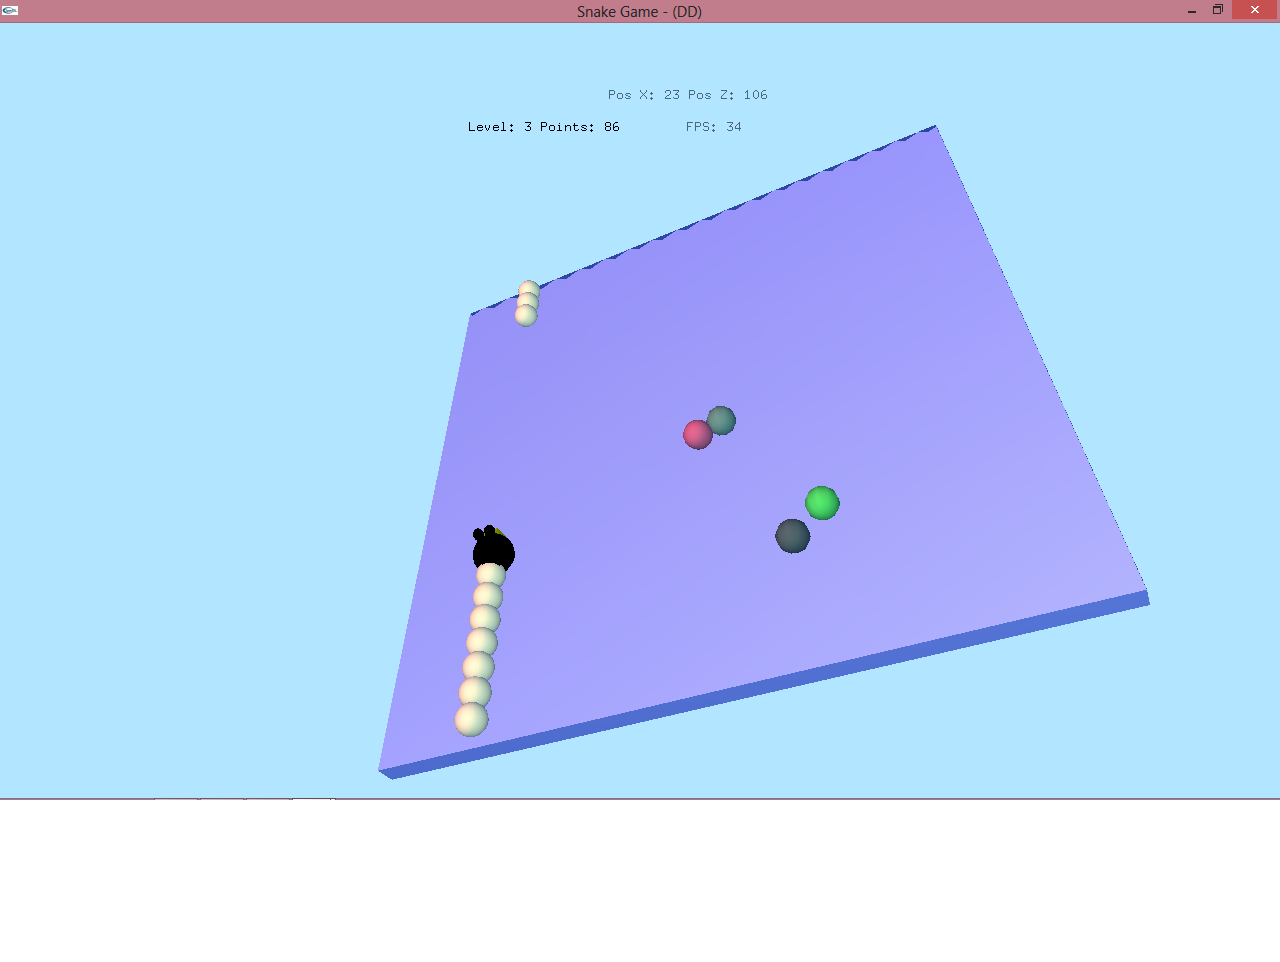 Snake Game - (DD)
Pos X: 23 Pos Z: 106
Level: 3 Points: 86 FPS: 34